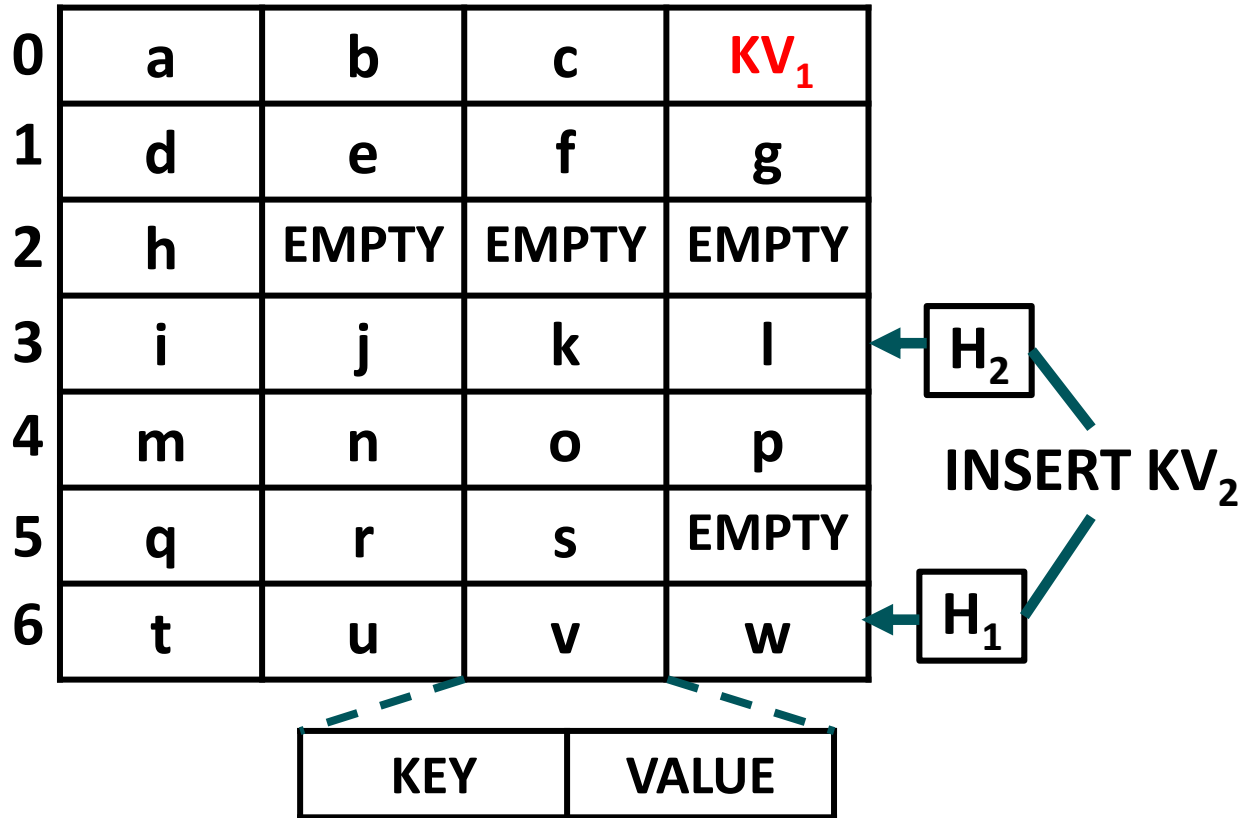 0 a b c KV₁
1 d e f g
2 h EMPTY EMPTY EMPTY
3 i j k l H₂
4 m n o p
INSERT KV₂
5 q r s EMPTY
6 t u v w H₁
KEY VALUE